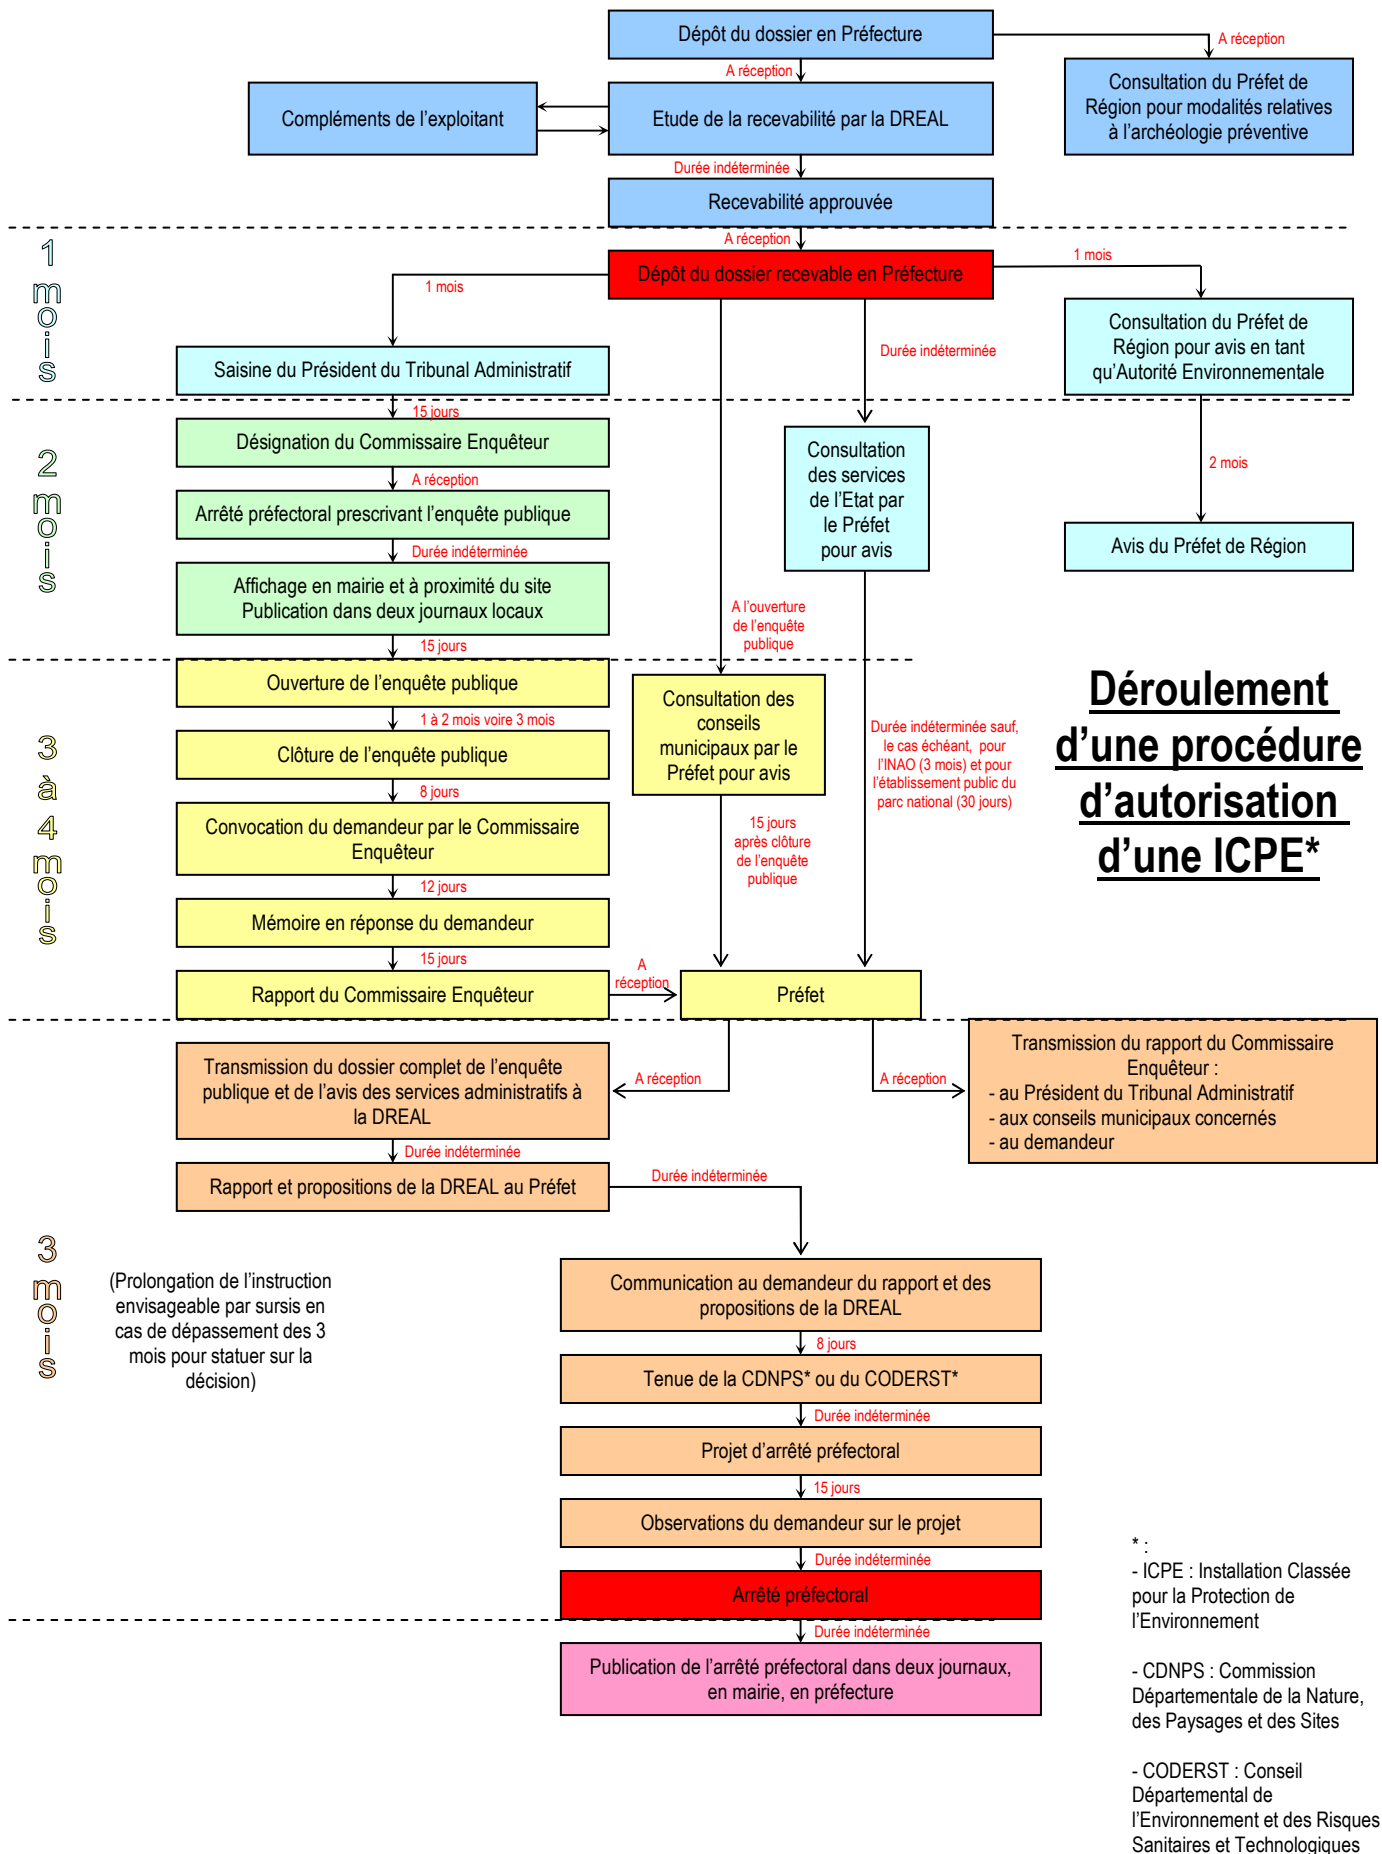 Dépôt du dossier en Préfecture
A réception
A réception
Compléments de l'exploitant
Etude de la recevabilité par la DREAL
Consultation du Préfet de
Région pour modalités relatives
à l'archéologie préventive
Durée indéterminée
Recevabilité approuvée
A réception
1 mois
Dépôt du dossier recevable en Préfecture
1 mois
1 mois
Durée indéterminée
Consultation du Préfet de
Région pour avis en tant
qu'Autorité Environnementale
Saisine du Président du Tribunal Administratif
15 jours
2 mois
Désignation du Commissaire Enquêteur
A réception
Arrêté préfectoral prescrivant l'enquête publique
Durée indéterminée
Affichage en mairie et à proximité du site
Publication dans deux journaux locaux
15 jours
Consultation
des services
de l'Etat par
le Préfet
pour avis
2 mois
Avis du Préfet de Région
A l'ouverture
de l'enquête
publique
3 à 4 mois
Ouverture de l'enquête publique
1 à 2 mois voire 3 mois
Clôture de l'enquête publique
8 jours
Convocation du demandeur par le Commissaire
Enquêteur
12 jours
Mémoire en réponse du demandeur
15 jours
Rapport du Commissaire Enquêteur
A
réception
Consultation des
conseils
municipaux par le
Préfet pour avis
15 jours
après clôture
de l'enquête
publique
Durée indéterminée sauf,
le cas échéant, pour
l'INAO (3 mois) et pour
l'établissement public du
parc national (30 jours)
Préfet
Déroulement
d'une procédure
d'autorisation
d'une ICPE*
3 mois
Transmission du dossier complet de l'enquête
publique et de l'avis des services administratifs à
la DREAL
A réception
A réception
Transmission du rapport du Commissaire
Enquêteur :
- au Président du Tribunal Administratif
- aux conseils municipaux concernés
- au demandeur
Durée indéterminée
Rapport et propositions de la DREAL au Préfet
Durée indéterminée
(Prolongation de l'instruction
envisageable par sursis en
cas de dépassement des 3
mois pour statuer sur la
décision)
Communication au demandeur du rapport et des
propositions de la DREAL
8 jours
Tenue de la CDNPS* ou du CODERST*
Durée indéterminée
Projet d'arrêté préfectoral
15 jours
Observations du demandeur sur le projet
Durée indéterminée
Arrêté préfectoral
Durée indéterminée
Publication de l'arrêté préfectoral dans deux journaux,
en mairie, en préfecture
* :
- ICPE : Installation Classée
pour la Protection de
l'Environnement
- CDNPS : Commission
Départementale de la Nature,
des Paysages et des Sites
- CODERST : Conseil
Départemental de
l'Environnement et des Risques
Sanitaires et Technologiques